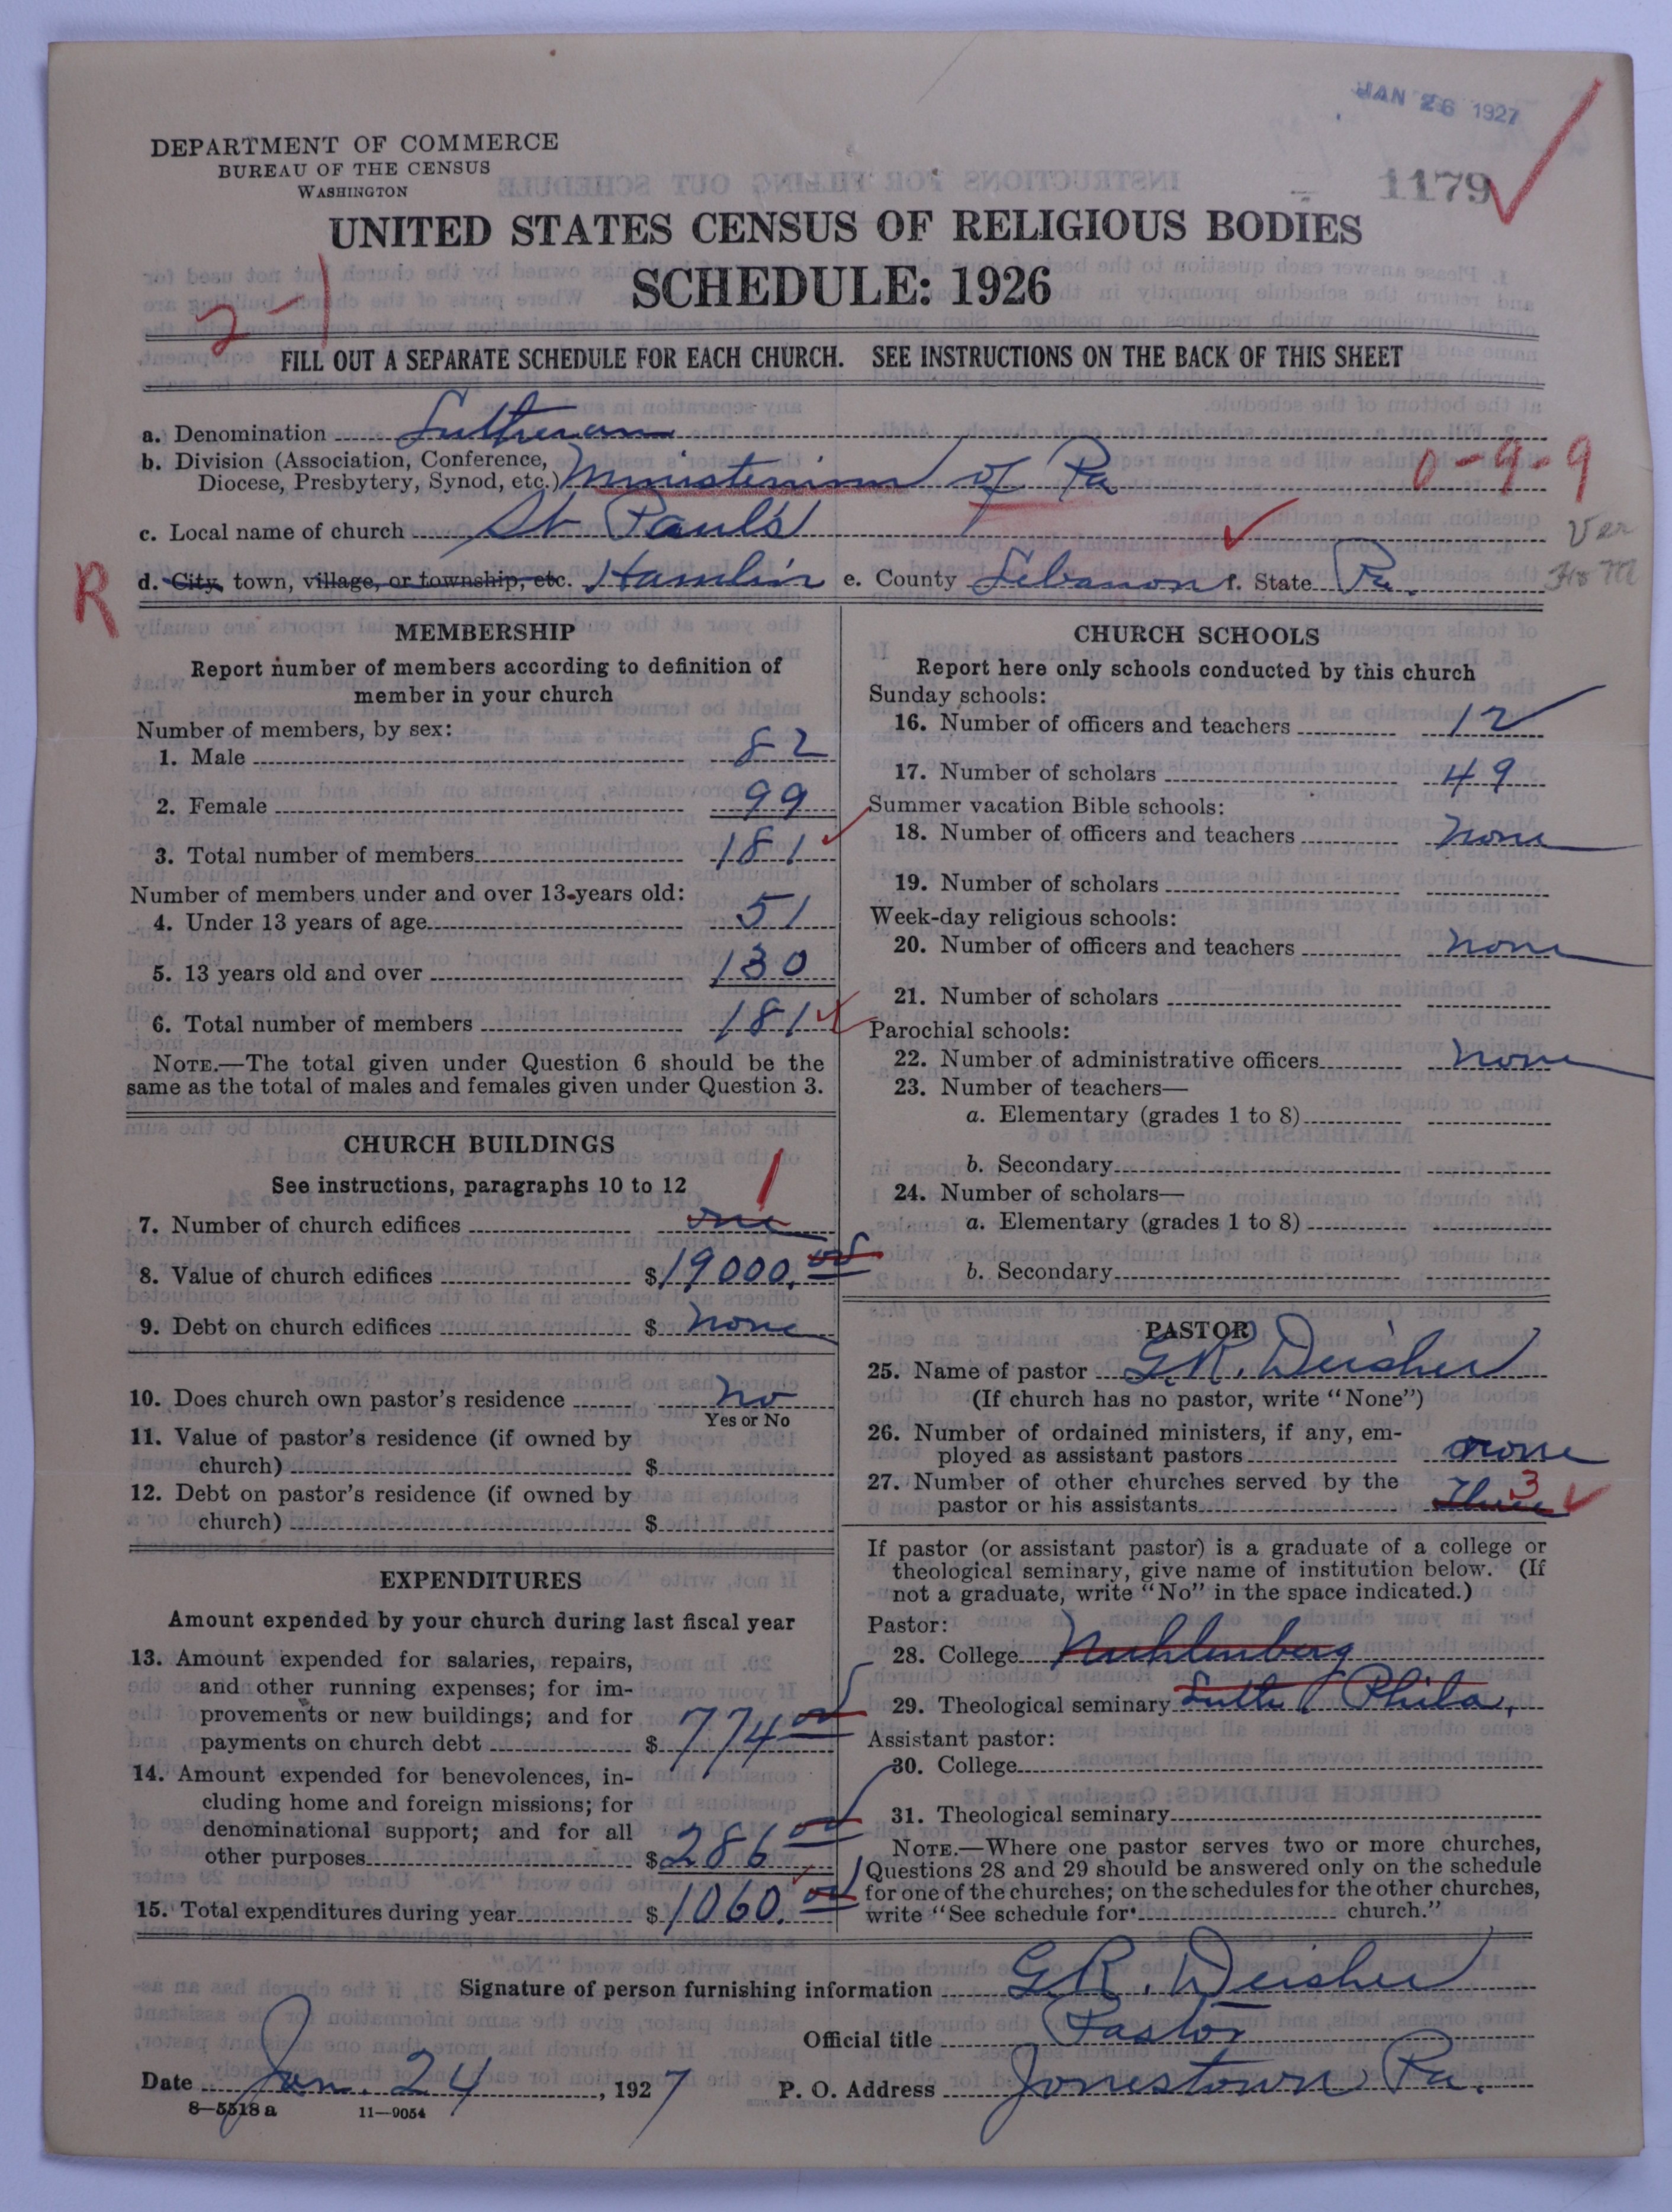 JAN 26 1927
DEPARTMENT OF COMMERCE
BUREAU OF THE CENSUS
WASHINGTON
1179
UNITED STATES CENSUS OF RELIGIOUS BODIES
SCHEDULE: 1926
2-1
FILL OUT A SEPARATE SCHEDULE FOR EACH CHURCH. SEE INSTRUCTIONS ON THE BACK OF THIS SHEET
a. Denomination Lutheran
b. Division (Association, Conference, Diocese, Presbytery, Synod, etc.) Ministerium of Pa
0-9-9
c. Local name of church St Paul's
Ver
d. City, town, village, or township, etc. Hamlin e. County Lebanon f. State Pa.
R
MEMBERSHIP
Report number of members according to definition of
member in your church
Number of members, by sex:
1. Male 82
2. Female 99
3. Total number of members 181
Number of members under and over 13 years old:
4. Under 13 years of age 51
5. 13 years old and over 130
6. Total number of members 181
NOTE.—The total given under Question 6 should be the
same as the total of males and females given under Question 3.
CHURCH BUILDINGS
See instructions, paragraphs 10 to 12
1
7. Number of church edifices one
8. Value of church edifices $19000.00
9. Debt on church edifices $ none
10. Does church own pastor's residence no
Yes or No
11. Value of pastor's residence (if owned by
church) $
12. Debt on pastor's residence (if owned by
church) $
EXPENDITURES
Amount expended by your church during last fiscal year
13. Amount expended for salaries, repairs,
and other running expenses; for im-
provements or new buildings; and for
payments on church debt $ 774 00
14. Amount expended for benevolences, in-
cluding home and foreign missions; for
denominational support; and for all
other purposes $ 286 00
15. Total expenditures during year $ 1060.00
CHURCH SCHOOLS
Report here only schools conducted by this church
Sunday schools:
16. Number of officers and teachers 12
17. Number of scholars 49
Summer vacation Bible schools:
18. Number of officers and teachers none
19. Number of scholars
Week-day religious schools:
20. Number of officers and teachers none
21. Number of scholars
Parochial schools:
22. Number of administrative officers none
23. Number of teachers—
a. Elementary (grades 1 to 8)
b. Secondary
24. Number of scholars—
a. Elementary (grades 1 to 8)
b. Secondary
PASTOR
25. Name of pastor G.R. Deisher
(If church has no pastor, write "None")
26. Number of ordained ministers, if any, em-
ployed as assistant pastors none
27. Number of other churches served by the
pastor or his assistants Three 3
If pastor (or assistant pastor) is a graduate of a college or
theological seminary, give name of institution below. (If
not a graduate, write "No" in the space indicated.)
Pastor:
28. College Muhlenberg
29. Theological seminary Luth. Phila,
Assistant pastor:
30. College
31. Theological seminary
NOTE.—Where one pastor serves two or more churches,
Questions 28 and 29 should be answered only on the schedule
for one of the churches; on the schedules for the other churches,
write "See schedule for church."
Signature of person furnishing information G.R. Deisher
Official title Pastor
Date Jan. 24, 1927 P. O. Address Jonestown Pa.
8—5518 a 11—9054